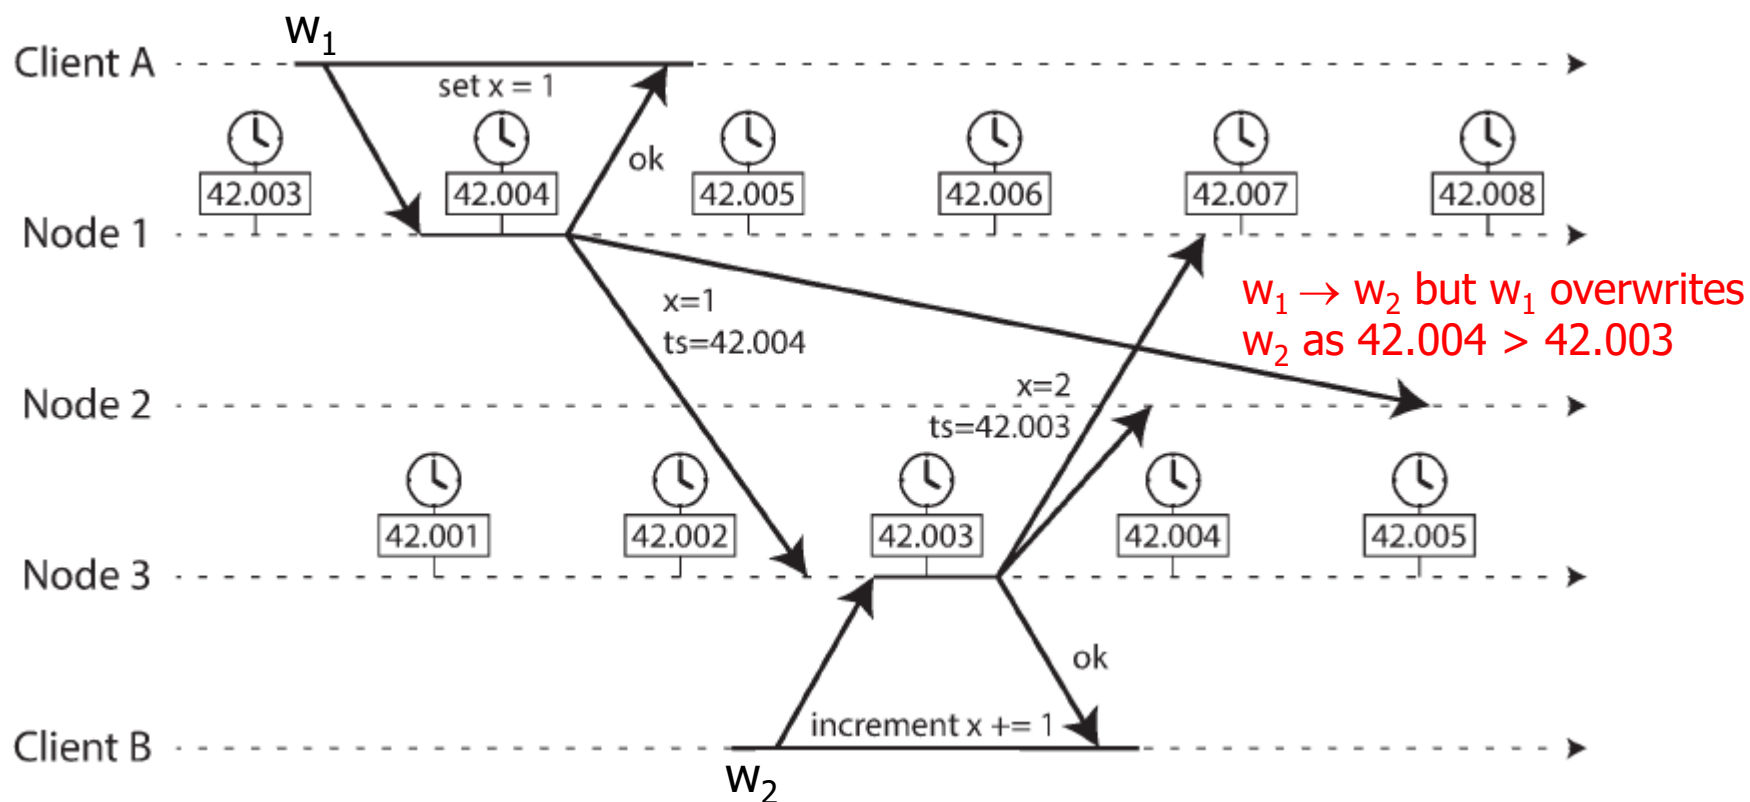 w₁
Client A
set x = 1
ok
42.003 42.004 42.005 42.006 42.007 42.008
Node 1
x=1
ts=42.004
w₁ → w₂ but w₁ overwrites
w₂ as 42.004 > 42.003
x=2
ts=42.003
Node 2
42.001 42.002 42.003 42.004 42.005
Node 3
ok
increment x += 1
Client B
w₂